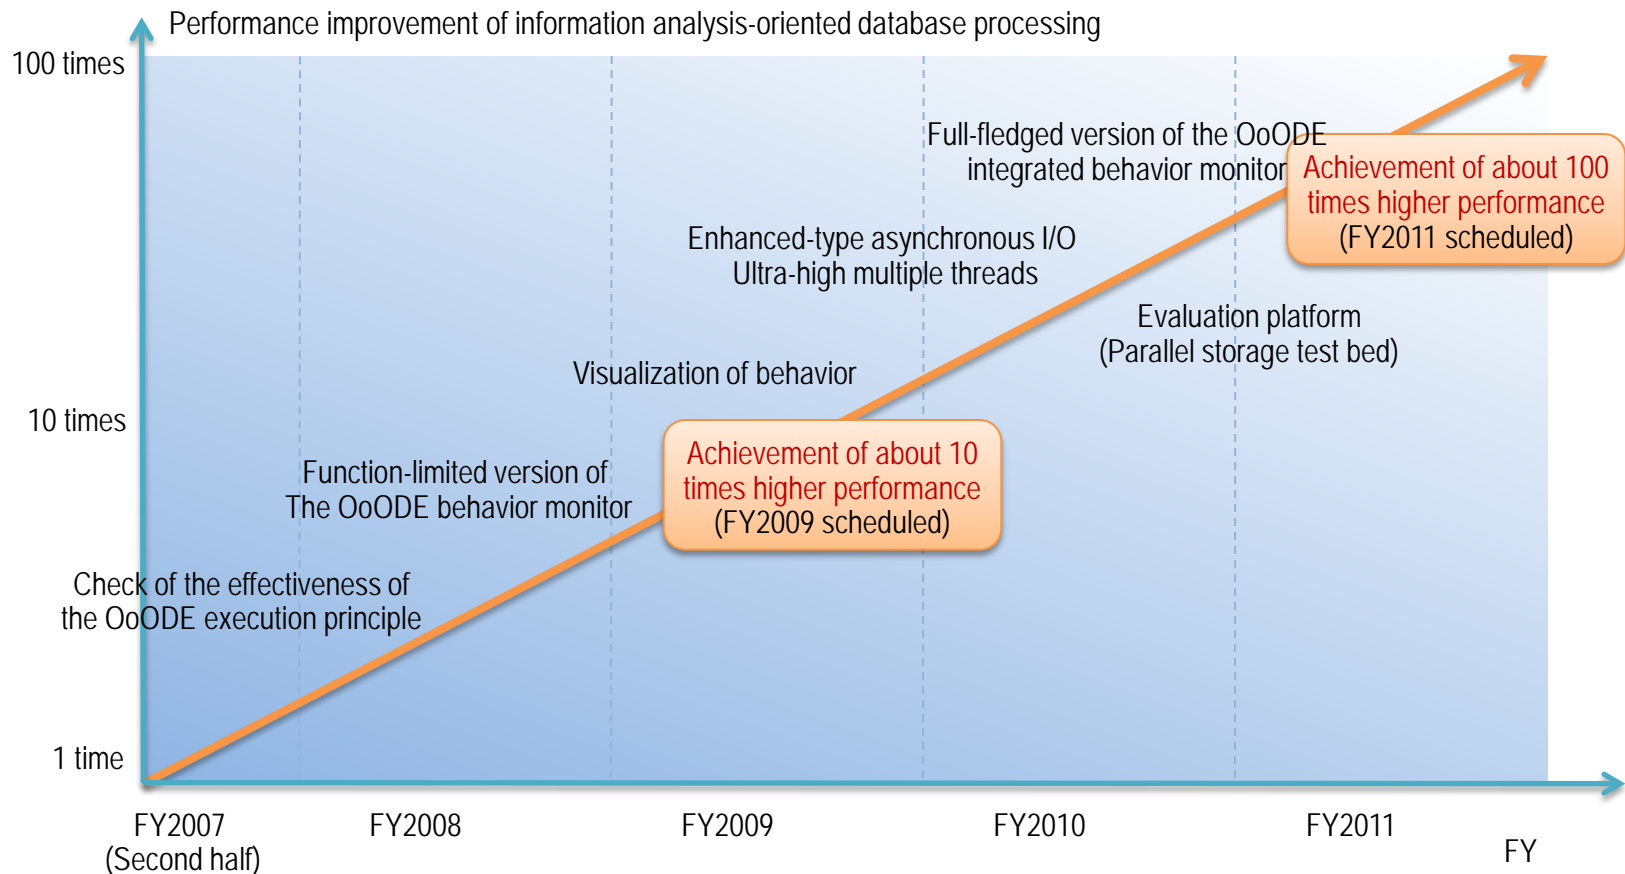 Performance improvement of information analysis-oriented database processing
100 times
Full-fledged version of the OoODE
integrated behavior monitor
Achievement of about 100
times higher performance
(FY2011 scheduled)
Enhanced-type asynchronous I/O
Ultra-high multiple threads
Evaluation platform
(Parallel storage test bed)
Visualization of behavior
10 times
Achievement of about 10
times higher performance
(FY2009 scheduled)
Function-limited version of
The OoODE behavior monitor
Check of the effectiveness of
the OoODE execution principle
1 time
FY2007
(Second half)
FY2008
FY2009
FY2010
FY2011
FY